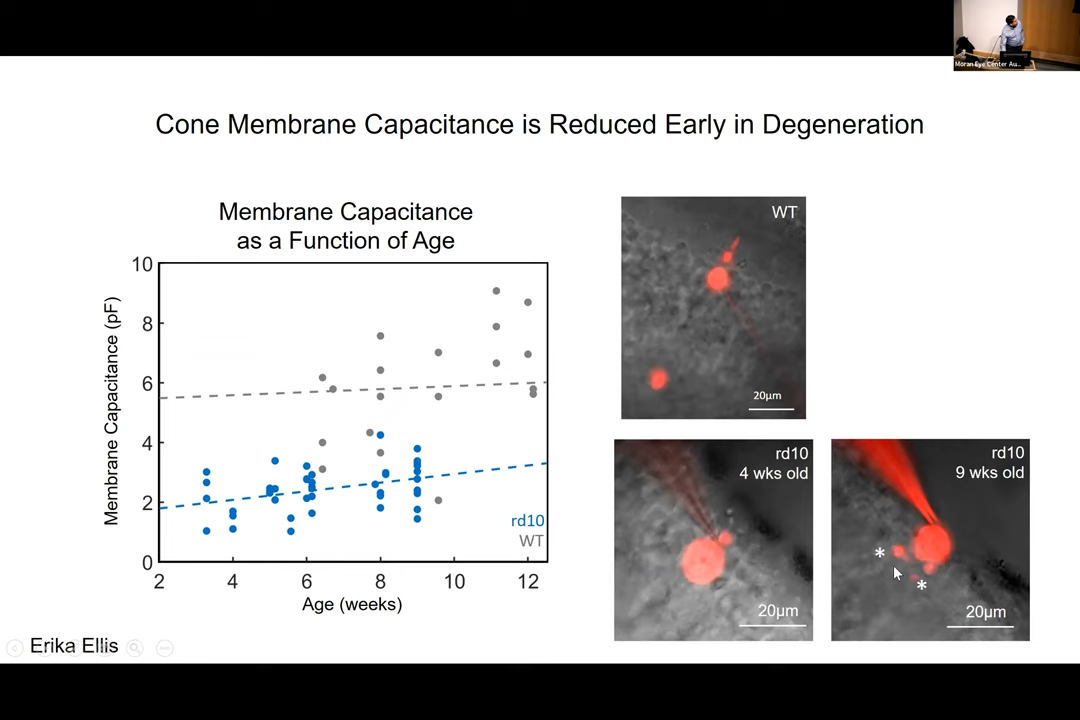 Moran Eye Center Au...
Cone Membrane Capacitance is Reduced Early in Degeneration
Membrane Capacitance
as a Function of Age
10
8
6
4
2
0
Membrane Capacitance (pF)
rd10
WT
2
4
6
8
10
12
Age (weeks)
WT
20µm
rd10
4 wks old
20µm
rd10
9 wks old
*
*
20µm
Erika Ellis